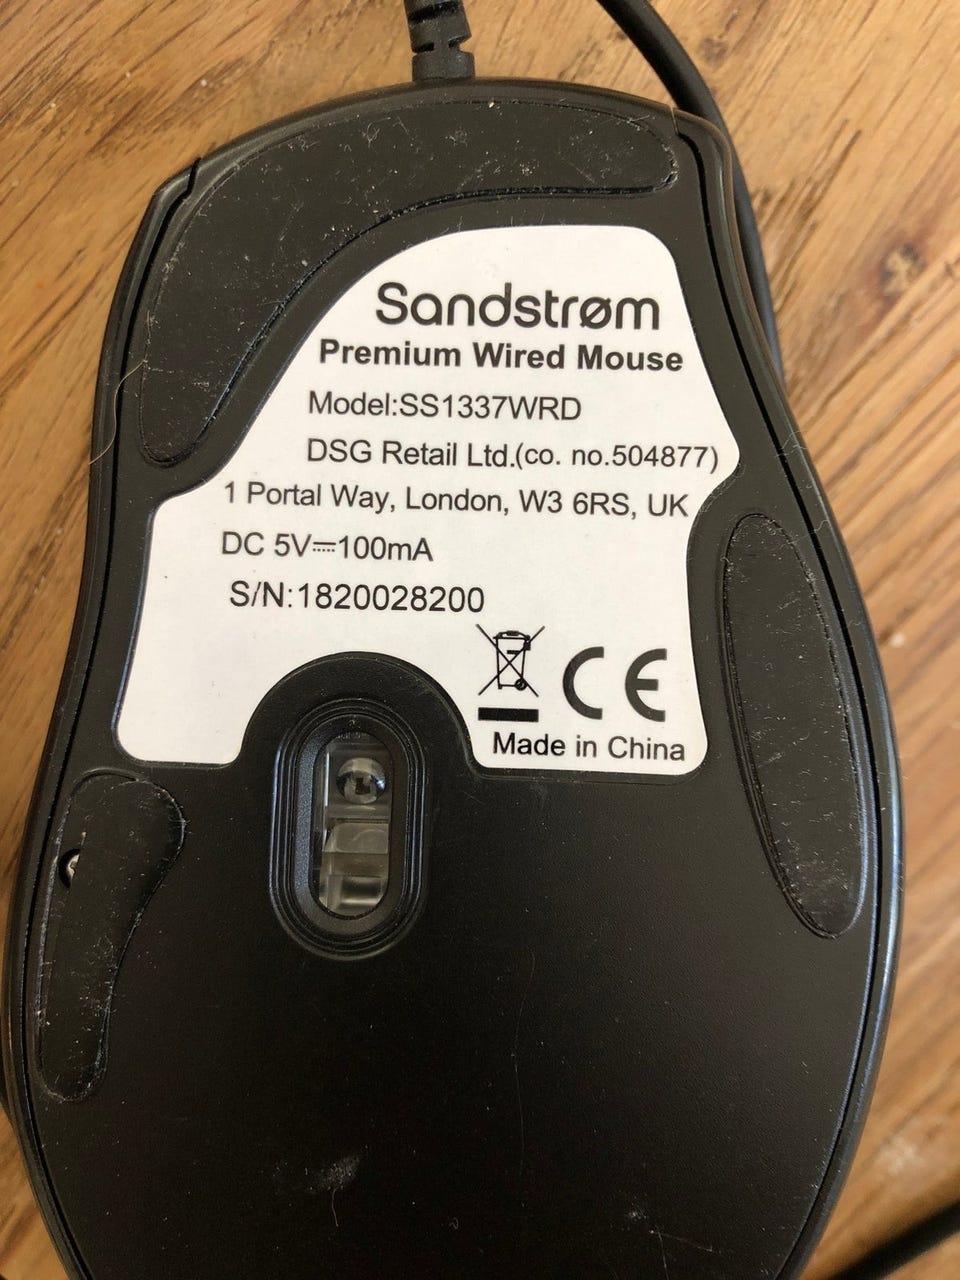 Sandstrøm
Premium Wired Mouse
Model:SS1337WRD
DSG Retail Ltd.(co. no.504877)
1 Portal Way, London, W3 6RS, UK
DC 5V⎓100mA
S/N:1820028200
CE
Made in China